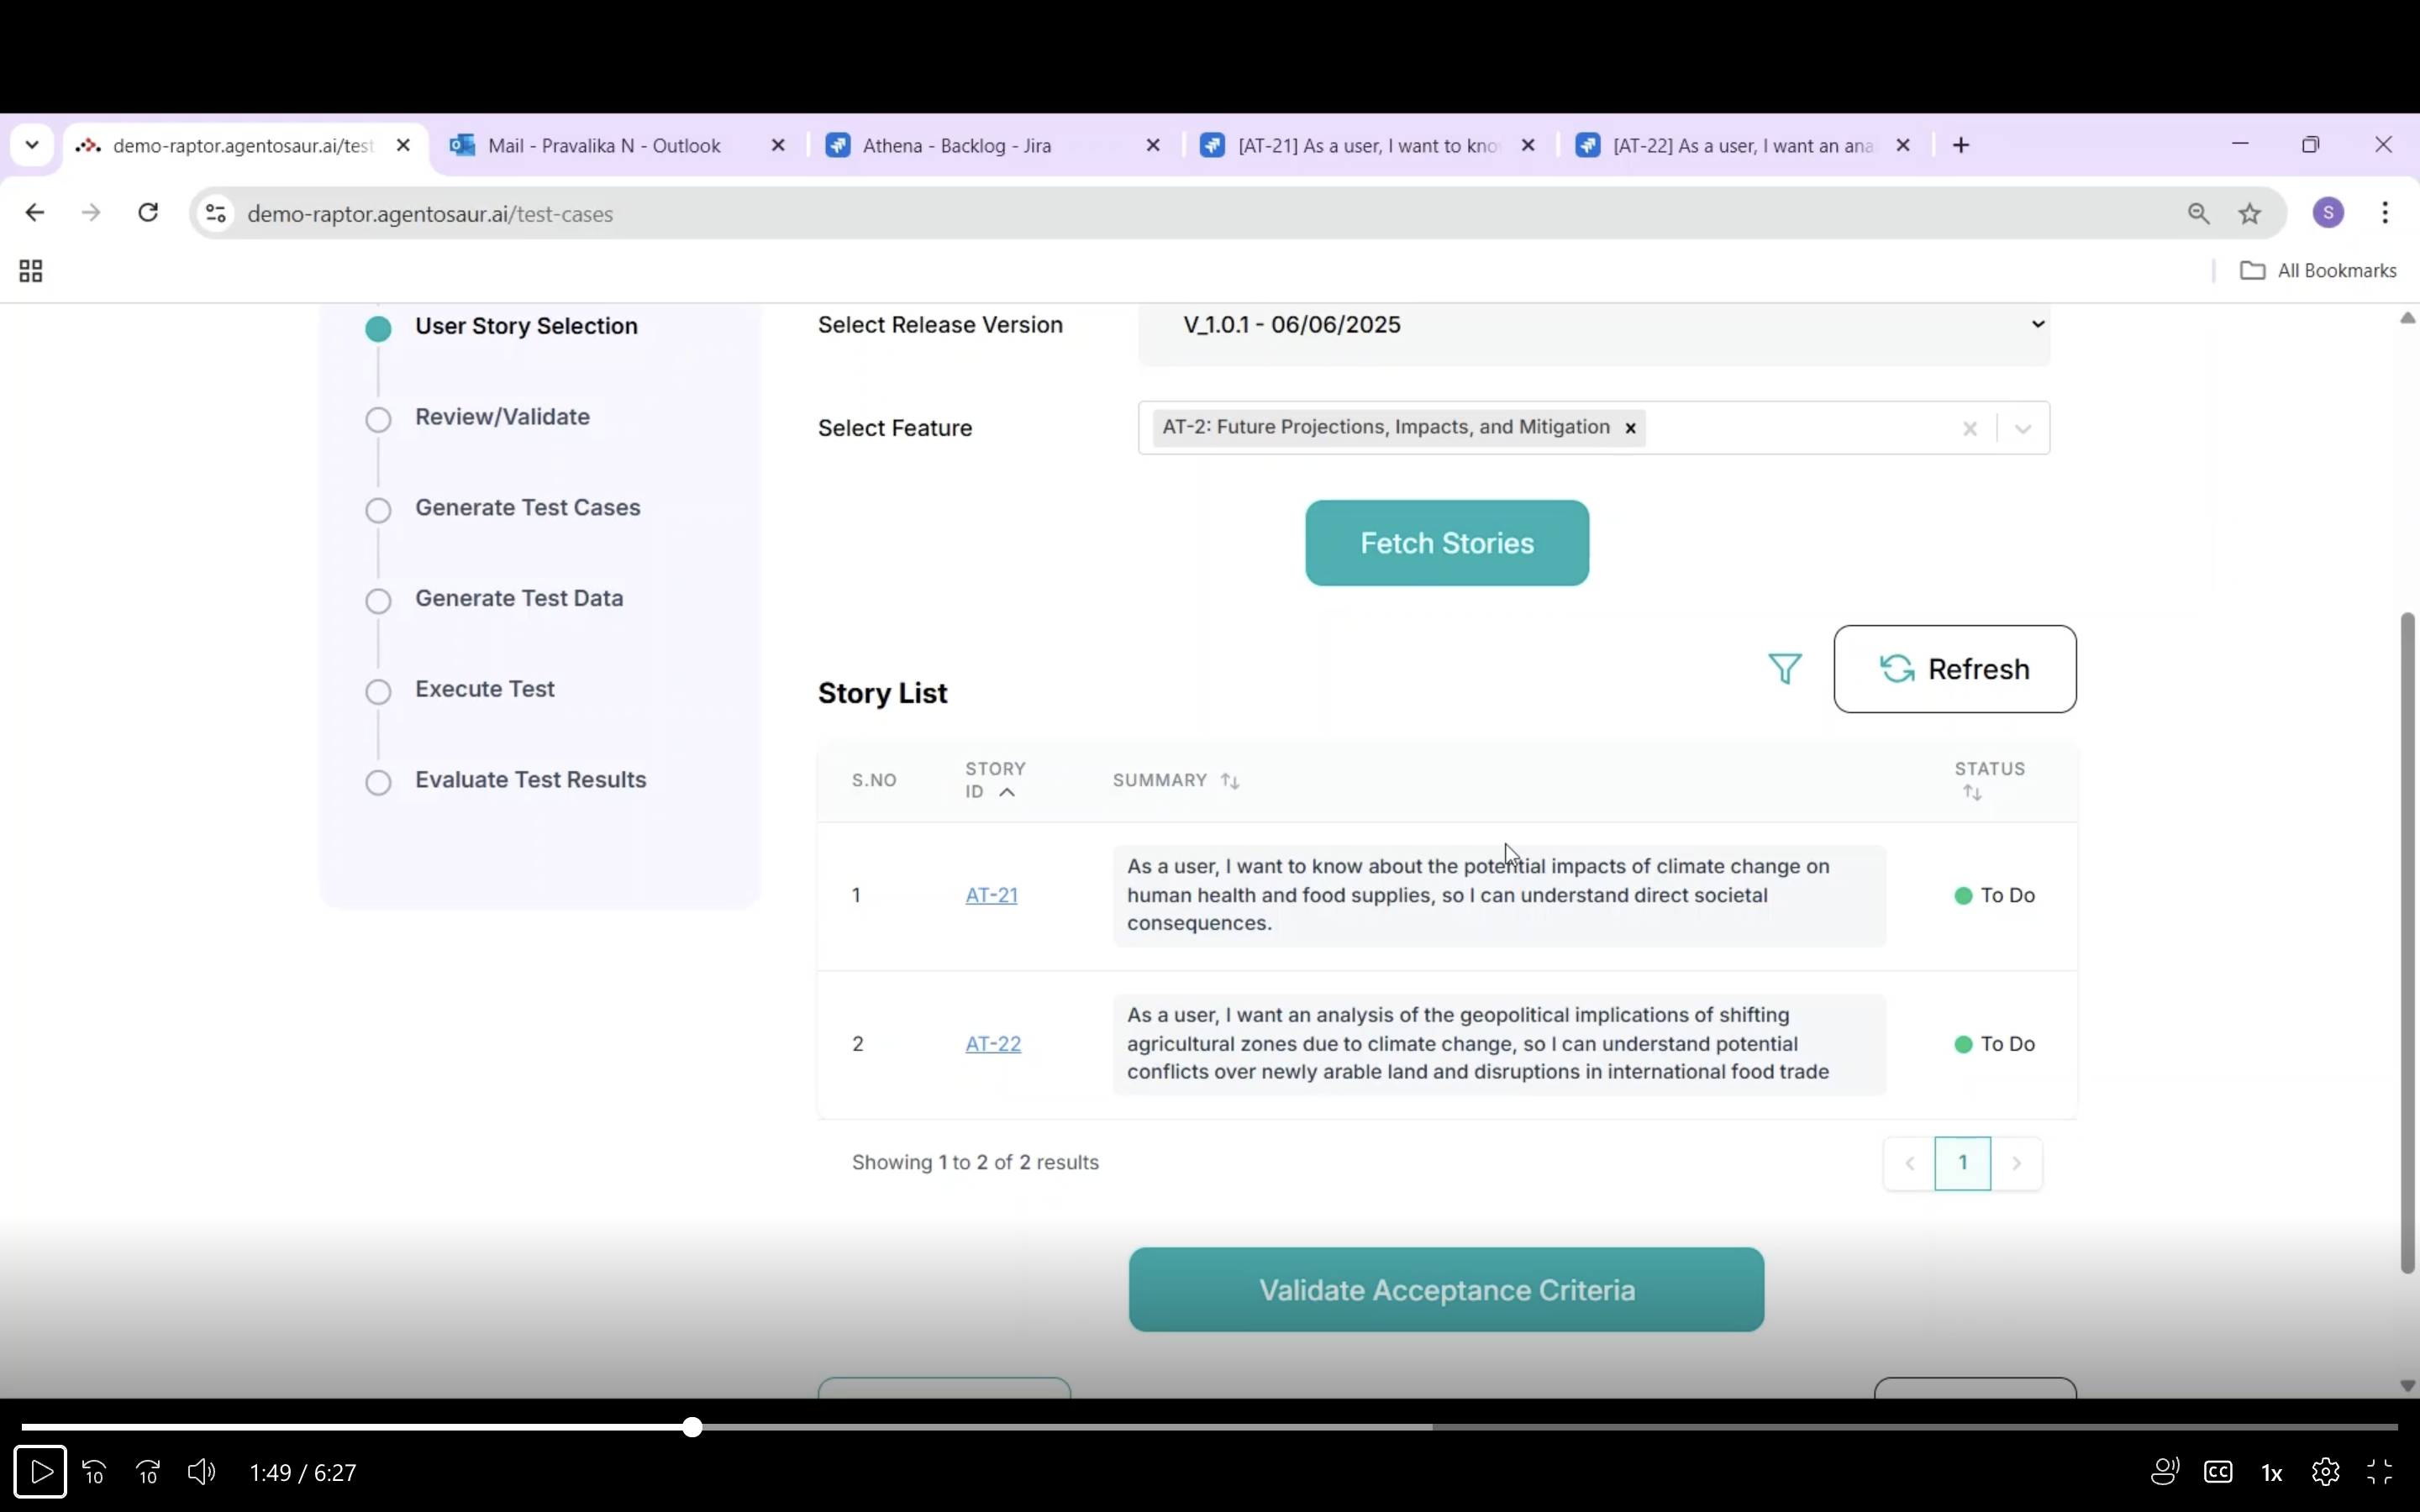 demo-raptor.agentosaur.ai/test
Mail - Pravalika N - Outlook
Athena - Backlog - Jira
[AT-21] As a user, I want to kno
[AT-22] As a user, I want an ana
demo-raptor.agentosaur.ai/test-cases
S
All Bookmarks
User Story Selection
Review/Validate
Generate Test Cases
Generate Test Data
Execute Test
Evaluate Test Results
Select Release Version
V_1.0.1 - 06/06/2025
Select Feature
AT-2: Future Projections, Impacts, and Mitigation
Fetch Stories
Story List
Refresh
S.NO
STORY
ID
SUMMARY
STATUS
1
AT-21
As a user, I want to know about the potential impacts of climate change on
human health and food supplies, so I can understand direct societal
consequences.
To Do
2
AT-22
As a user, I want an analysis of the geopolitical implications of shifting
agricultural zones due to climate change, so I can understand potential
conflicts over newly arable land and disruptions in international food trade
To Do
Showing 1 to 2 of 2 results
1
Validate Acceptance Criteria
10
10
1:49 / 6:27
CC
1x